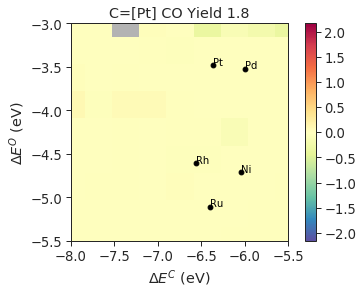 C=[Pt] CO Yield 1.8
−3.0
−3.5
−4.0
−4.5
−5.0
−5.5
ΔE^O (eV)
Pt
Pd
Rh
Ni
Ru
−8.0 −7.5 −7.0 −6.5 −6.0 −5.5
ΔE^C (eV)
2.0
1.5
1.0
0.5
0.0
−0.5
−1.0
−1.5
−2.0